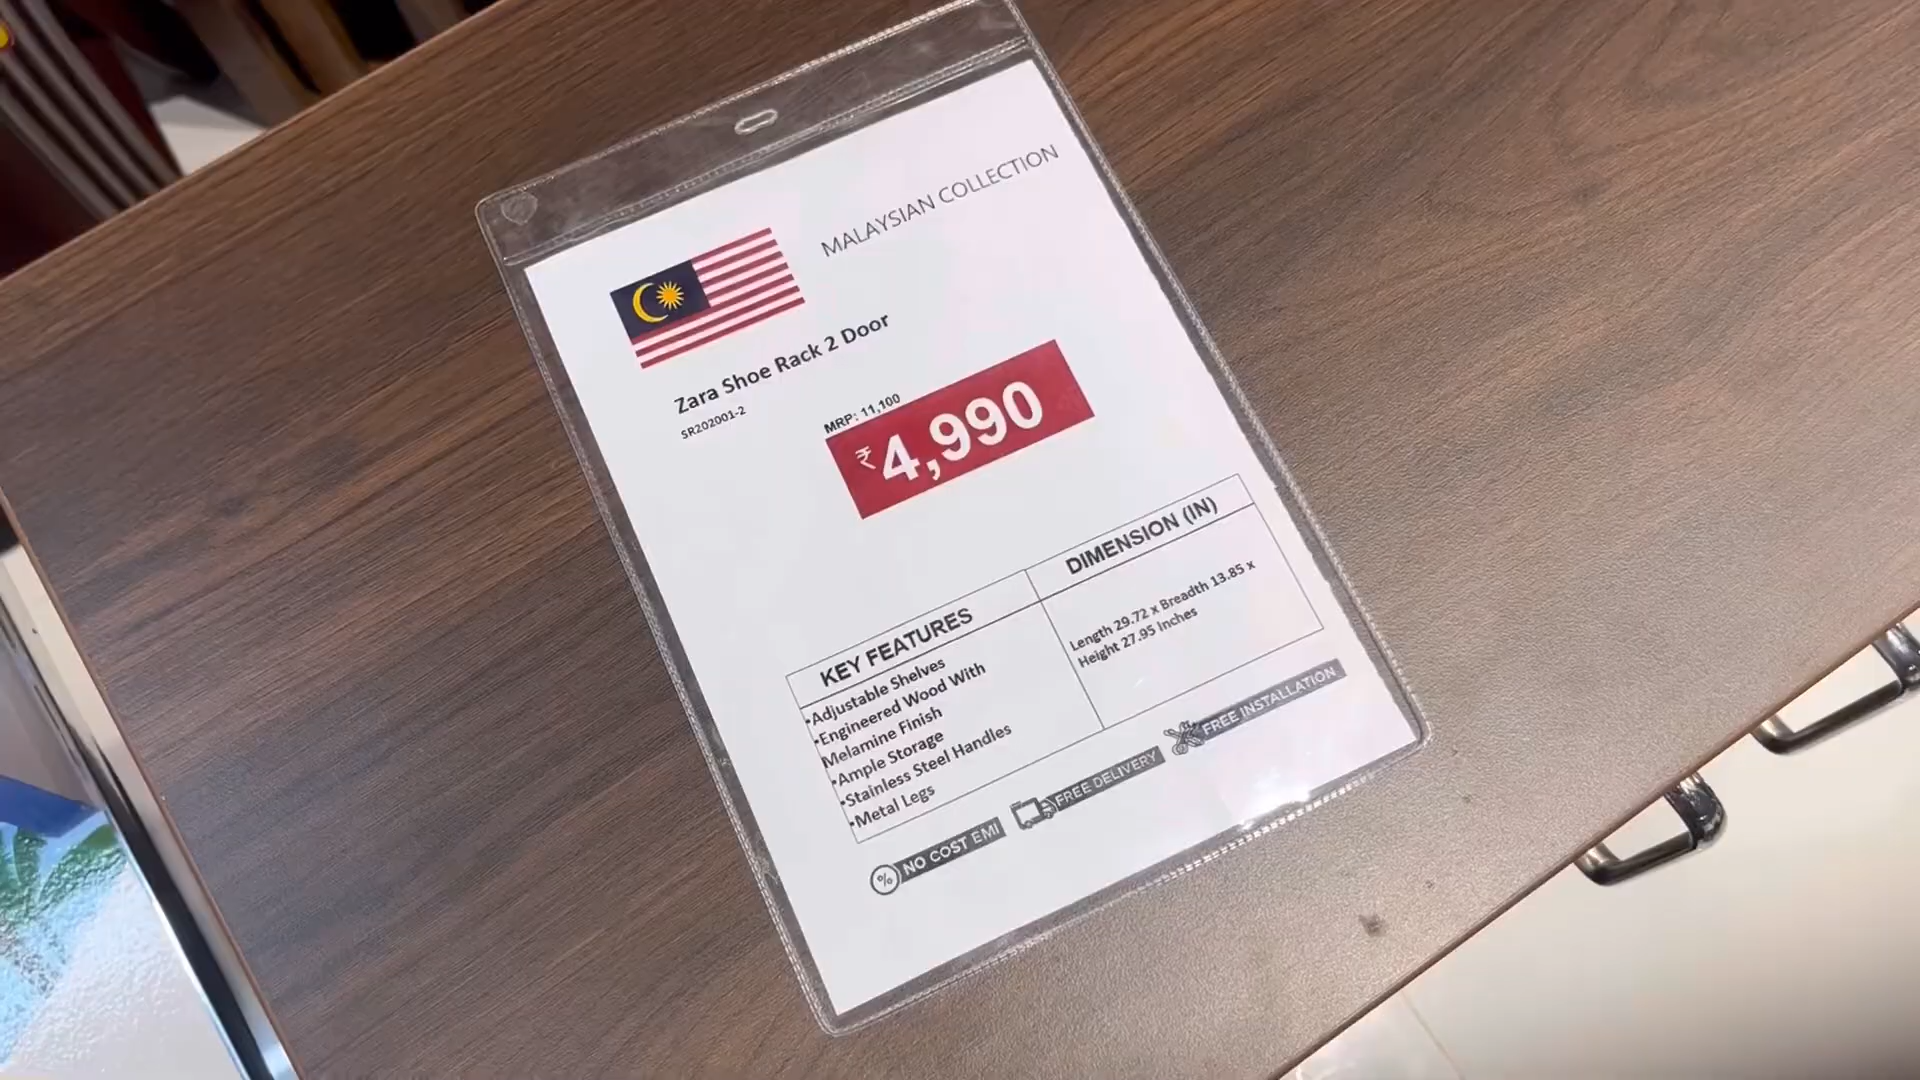 MALAYSIAN COLLECTION
Zara Shoe Rack 2 Door
SR202001-2
MRP: 11,100
₹4,990
KEY FEATURES
•Adjustable Shelves
•Engineered Wood With
Melamine Finish
•Ample Storage
•Stainless Steel Handles
•Metal Legs
DIMENSION (IN)
Length 29.72 x Breadth 13.85 x
Height 27.95 Inches
% NO COST EMI
FREE DELIVERY
FREE INSTALLATION